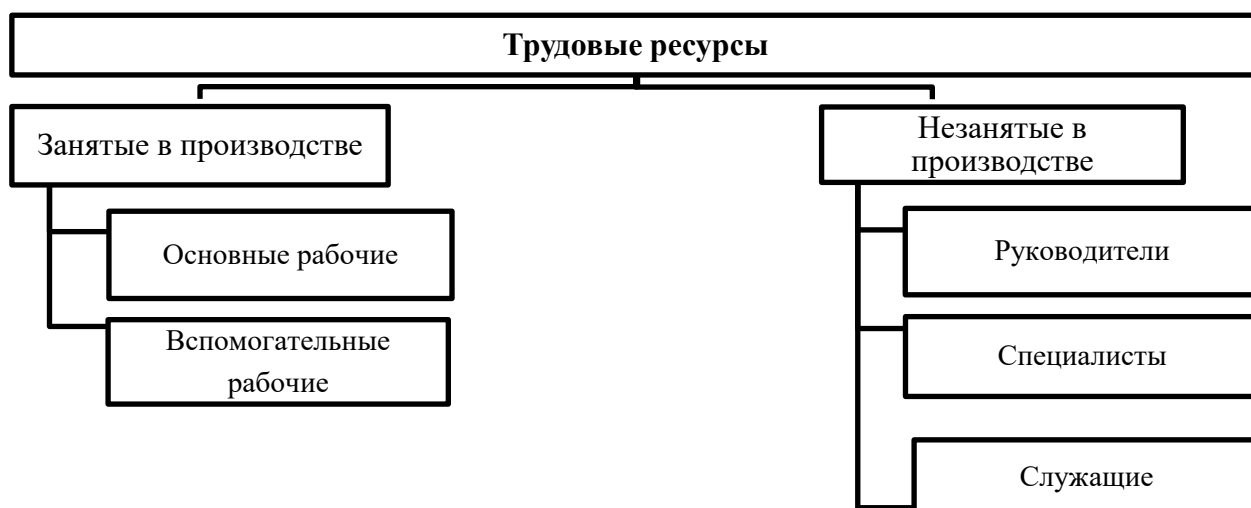 Трудовые ресурсы
Занятые в производстве
Основные рабочие
Вспомогательные
рабочие
Незанятые в
производстве
Руководители
Специалисты
Служащие